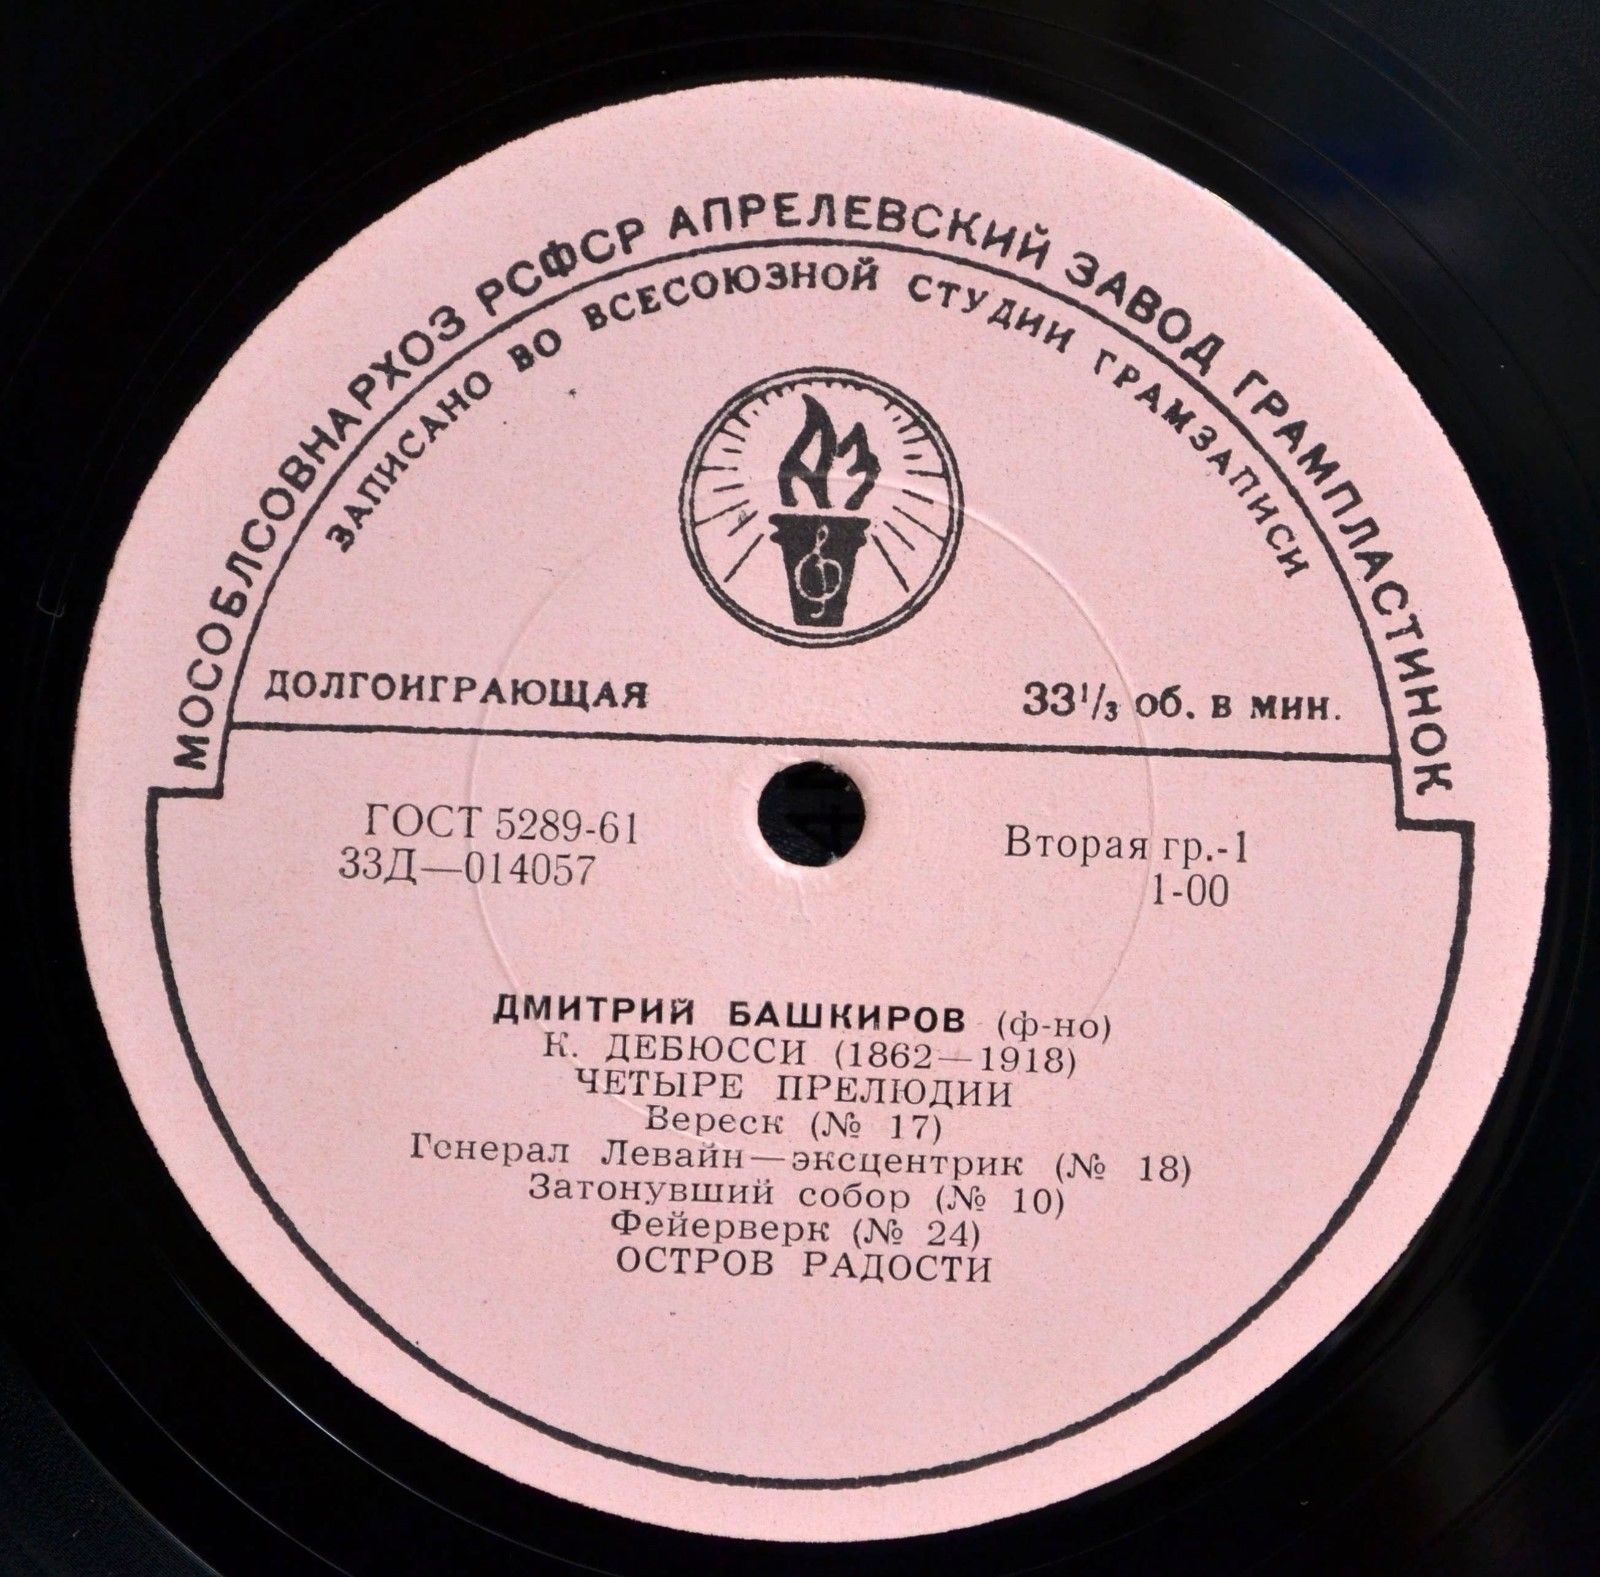 МОСОБЛСОВНАРХОЗ РСФСР АПРЕЛЕВСКИЙ ЗАВОД ГРАМПЛАСТИНОК
ЗАПИСАНО ВО ВСЕСОЮЗНОЙ СТУДИИ ГРАМЗАПИСИ
АЗ
ДОЛГОИГРАЮЩАЯ
33⅓ об. в мин.
ГОСТ 5289-61
33Д—014057
Вторая гр.-1
1-00
ДМИТРИЙ БАШКИРОВ (ф-но)
К. ДЕБЮССИ (1862—1918)
ЧЕТЫРЕ ПРЕЛЮДИИ
Вереск (№ 17)
Генерал Левайн—эксцентрик (№ 18)
Затонувший собор (№ 10)
Фейерверк (№ 24)
ОСТРОВ РАДОСТИ